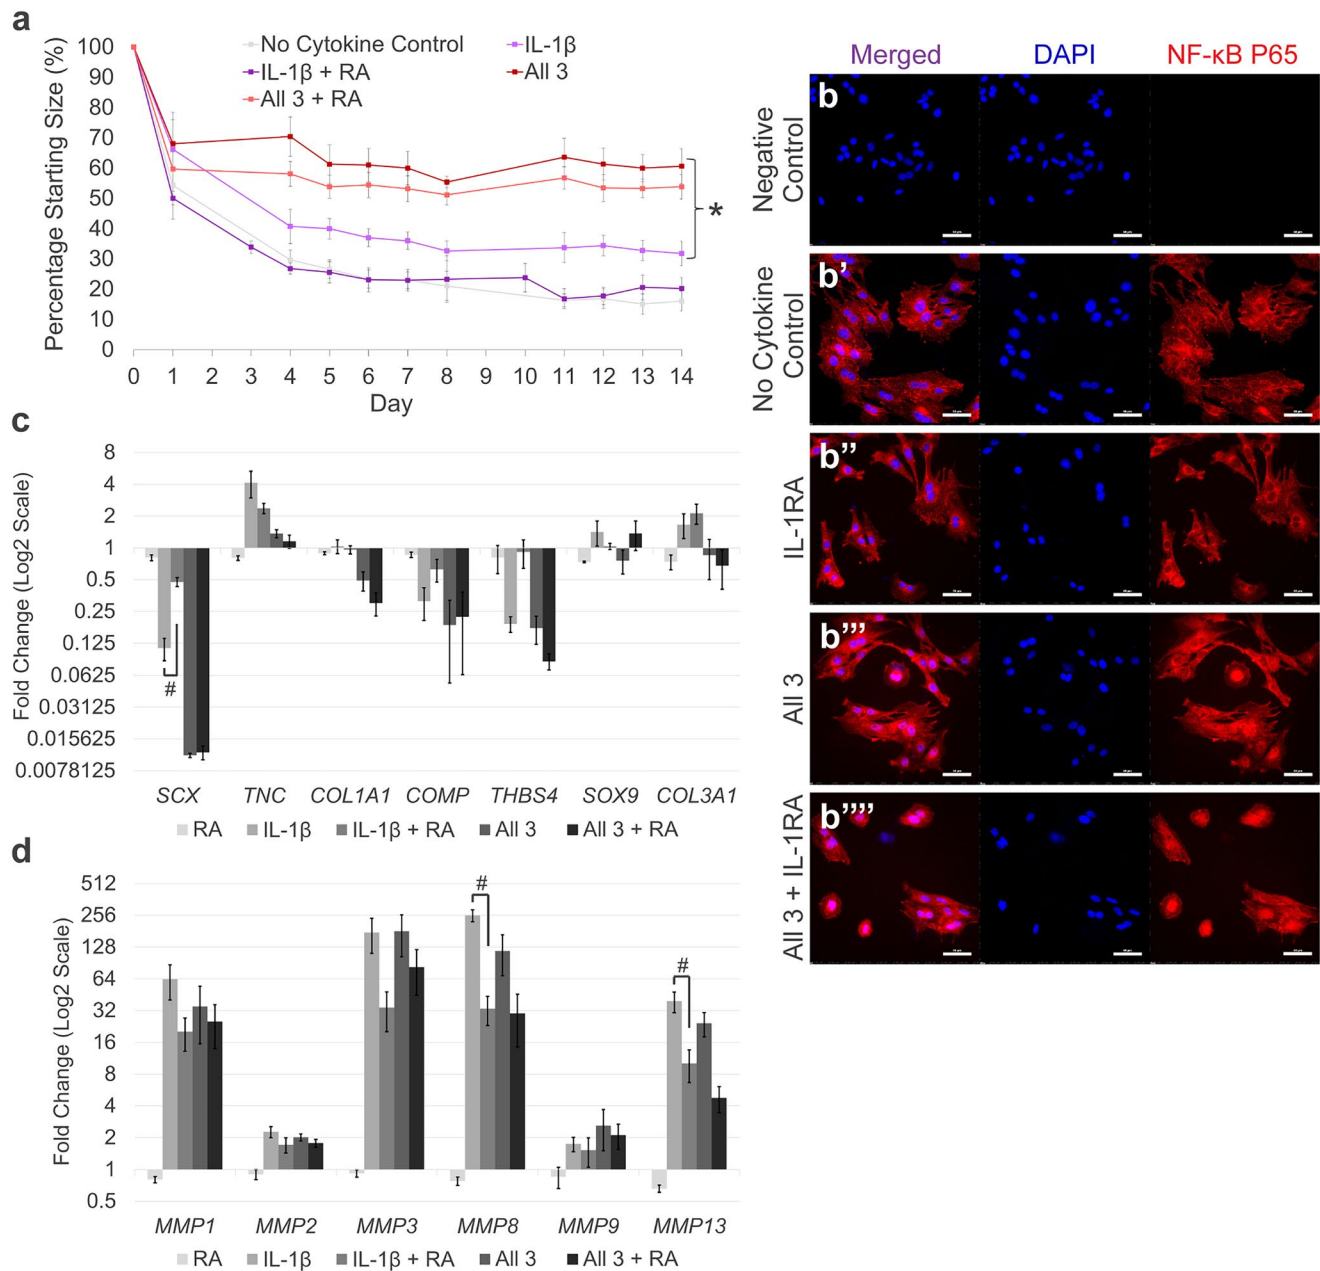 a
Percentage Starting Size (%)
100
90
80
70
60
50
40
30
20
10
0
No Cytokine Control
IL-1β
IL-1β + RA
All 3
All 3 + RA
*
0 1 2 3 4 5 6 7 8 9 10 11 12 13 14
Day
Merged DAPI NF-κB P65
Negative Control
b
No Cytokine Control
b’
IL-1RA
b’’
All 3
b’’’
All 3 + IL-1RA
b’’’’
c
Fold Change (Log2 Scale)
8
4
2
1
0.5
0.25
0.125
0.0625
0.03125
0.015625
0.0078125
#
SCX TNC COL1A1 COMP THBS4 SOX9 COL3A1
RA IL-1β IL-1β + RA All 3 All 3 + RA
d
Fold Change (Log2 Scale)
512
256
128
64
32
16
8
4
2
1
0.5
#
#
MMP1 MMP2 MMP3 MMP8 MMP9 MMP13
RA IL-1β IL-1β + RA All 3 All 3 + RA